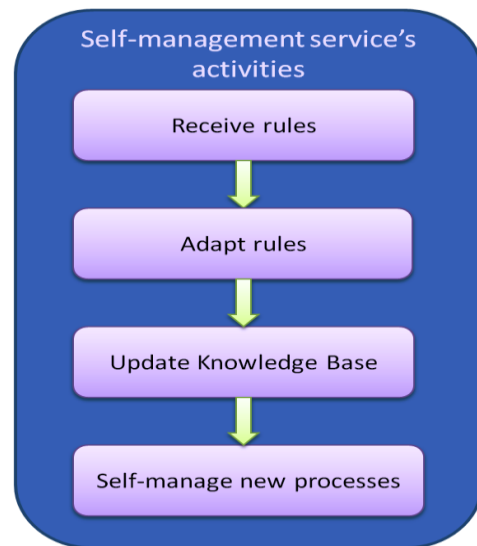 Self-management service's
activities
Receive rules
Adapt rules
Update Knowledge Base
Self-manage new processes